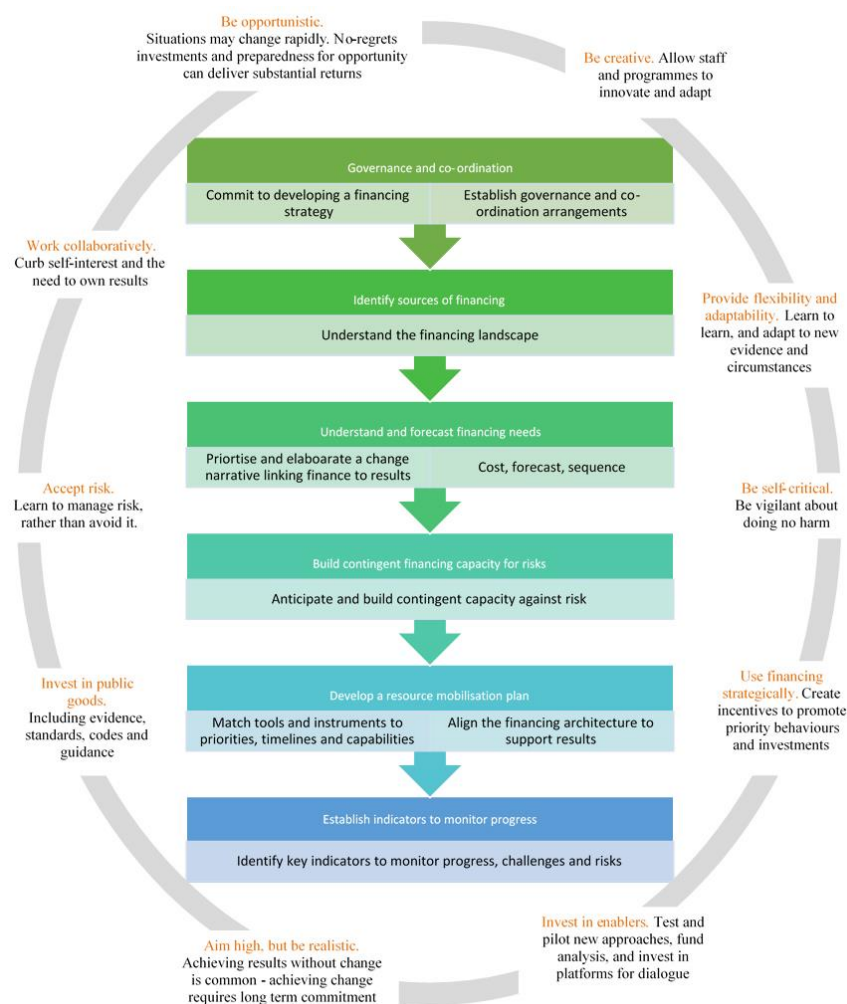 Be opportunistic.
Situations may change rapidly. No-regrets
investments and preparedness for opportunity
can deliver substantial returns
Be creative. Allow staff
and programmes to
innovate and adapt
Governance and co- ordination
Commit to developing a financing
strategy
Establish governance and co-
ordination arrangements
Work collaboratively.
Curb self-interest and the
need to own results
Identify sources of financing
Understand the financing landscape
Provide flexibility and
adaptability. Learn to
learn, and adapt to new
evidence and
circumstances
Understand and forecast financing needs
Priortise and elaboarate a change
narrative linking finance to results
Cost, forecast, sequence
Accept risk.
Learn to manage risk,
rather than avoid it.
Be self-critical.
Be vigilant about
doing no harm
Build contingent financing capacity for risks
Anticipate and build contingent capacity against risk
Invest in public
goods.
Including evidence,
standards, codes and
guidance
Develop a resource mobilisation plan
Match tools and instruments to
priorities, timelines and capabilities
Align the financing architecture to
support results
Use financing
strategically. Create
incentives to promote
priority behaviours
and investments
Establish indicators to monitor progress
Identify key indicators to monitor progress, challenges and risks
Aim high, but be realistic.
Achieving results without change
is common - achieving change
requires long term commitment
Invest in enablers. Test and
pilot new approaches, fund
analysis, and invest in
platforms for dialogue